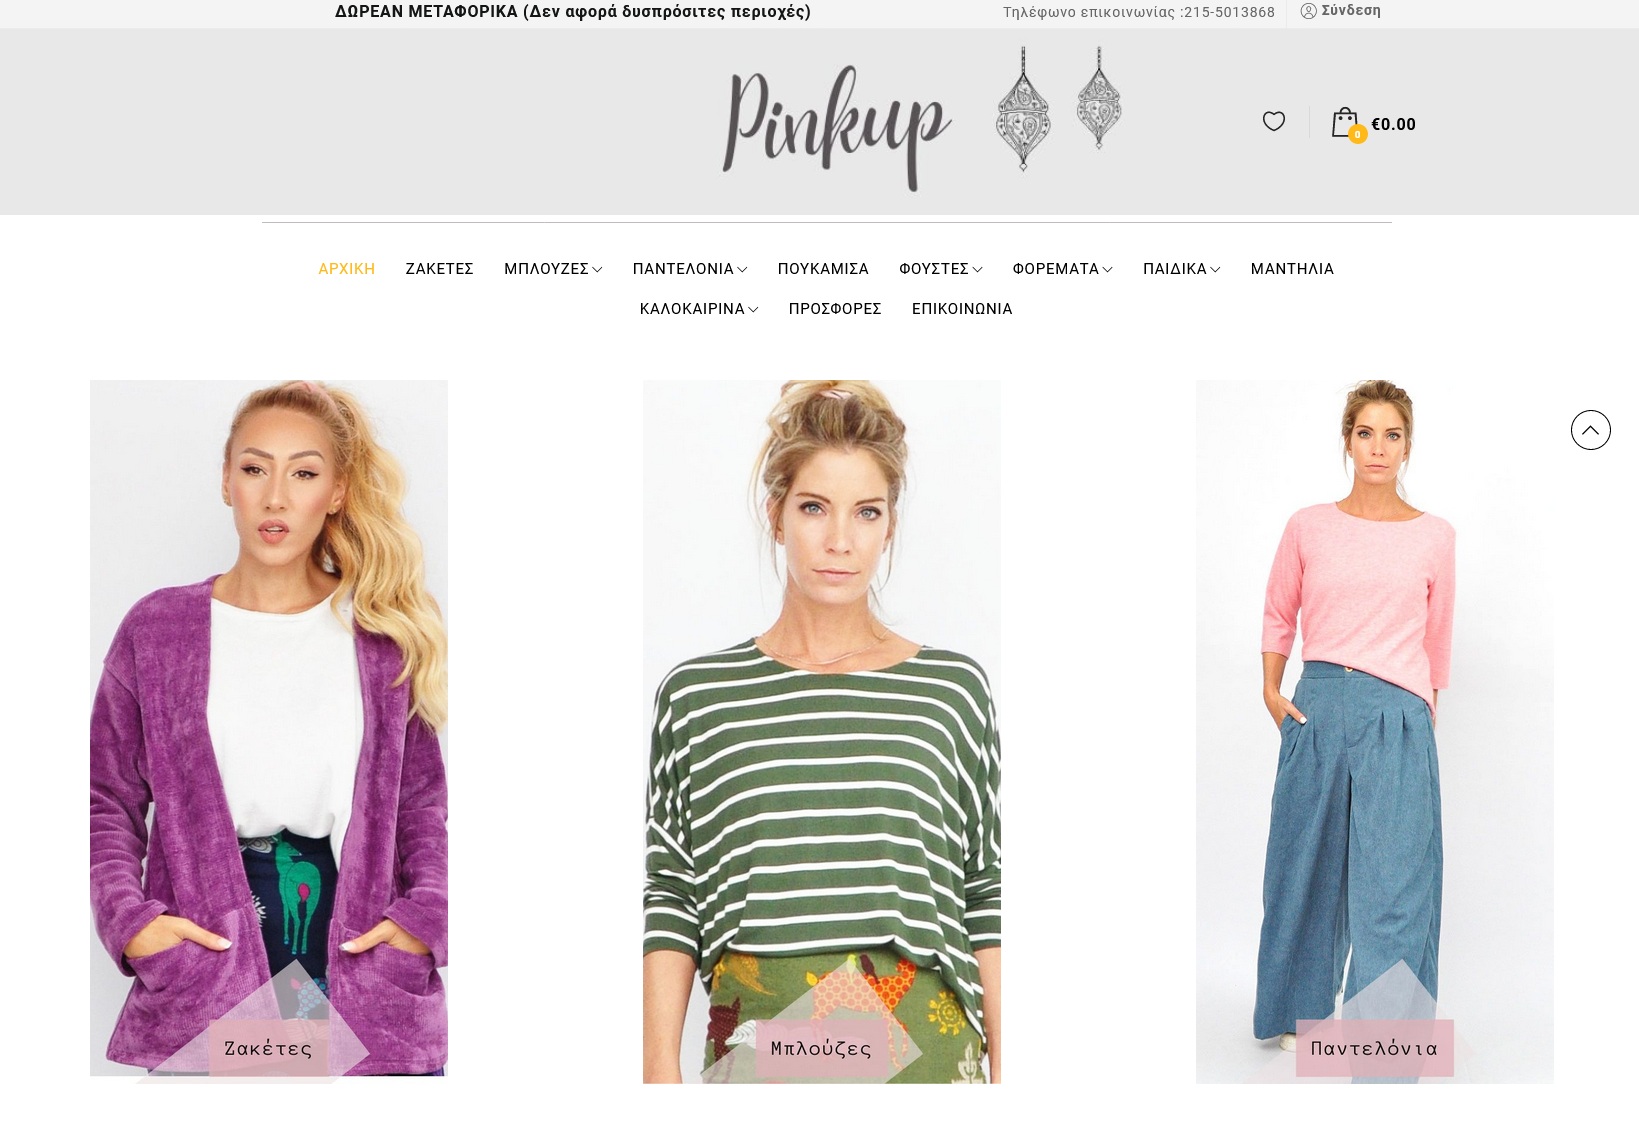 ΔΩΡΕΑΝ ΜΕΤΑΦΟΡΙΚΑ (Δεν αφορά δυσπρόσιτες περιοχές)
Τηλέφωνο επικοινωνίας :215-5013868
Σύνδεση
Pinkup
0
€0.00
ΑΡΧΙΚΗ ΖΑΚΕΤΕΣ ΜΠΛΟΥΖΕΣ ΠΑΝΤΕΛΟΝΙΑ ΠΟΥΚΑΜΙΣΑ ΦΟΥΣΤΕΣ ΦΟΡΕΜΑΤΑ ΠΑΙΔΙΚΑ ΜΑΝΤΗΛΙΑ
ΚΑΛΟΚΑΙΡΙΝΑ ΠΡΟΣΦΟΡΕΣ ΕΠΙΚΟΙΝΩΝΙΑ
Ζακέτες
Μπλούζες
Παντελόνια